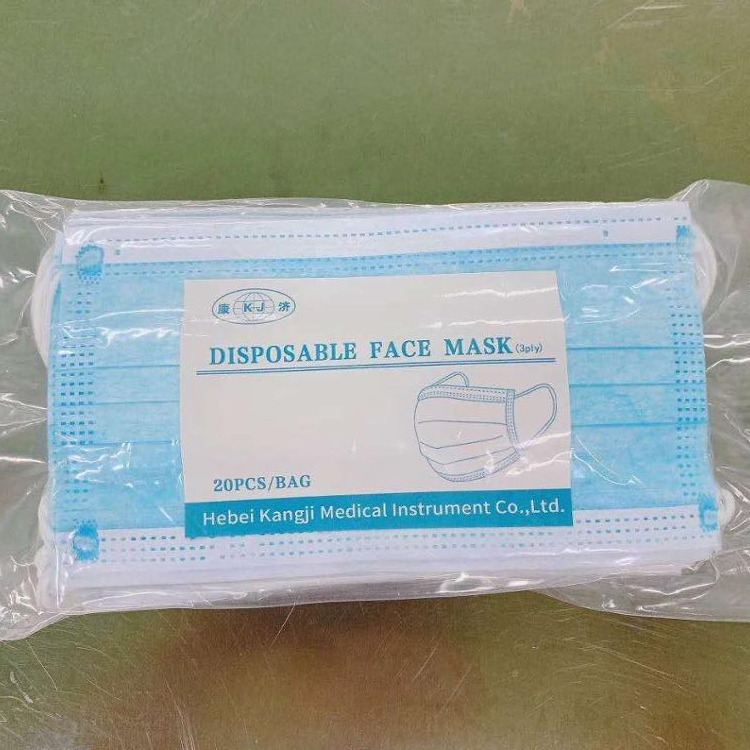 康 K-J 济
DISPOSABLE FACE MASK (3ply)
20PCS/BAG
Hebei Kangji Medical Instrument Co.,Ltd.